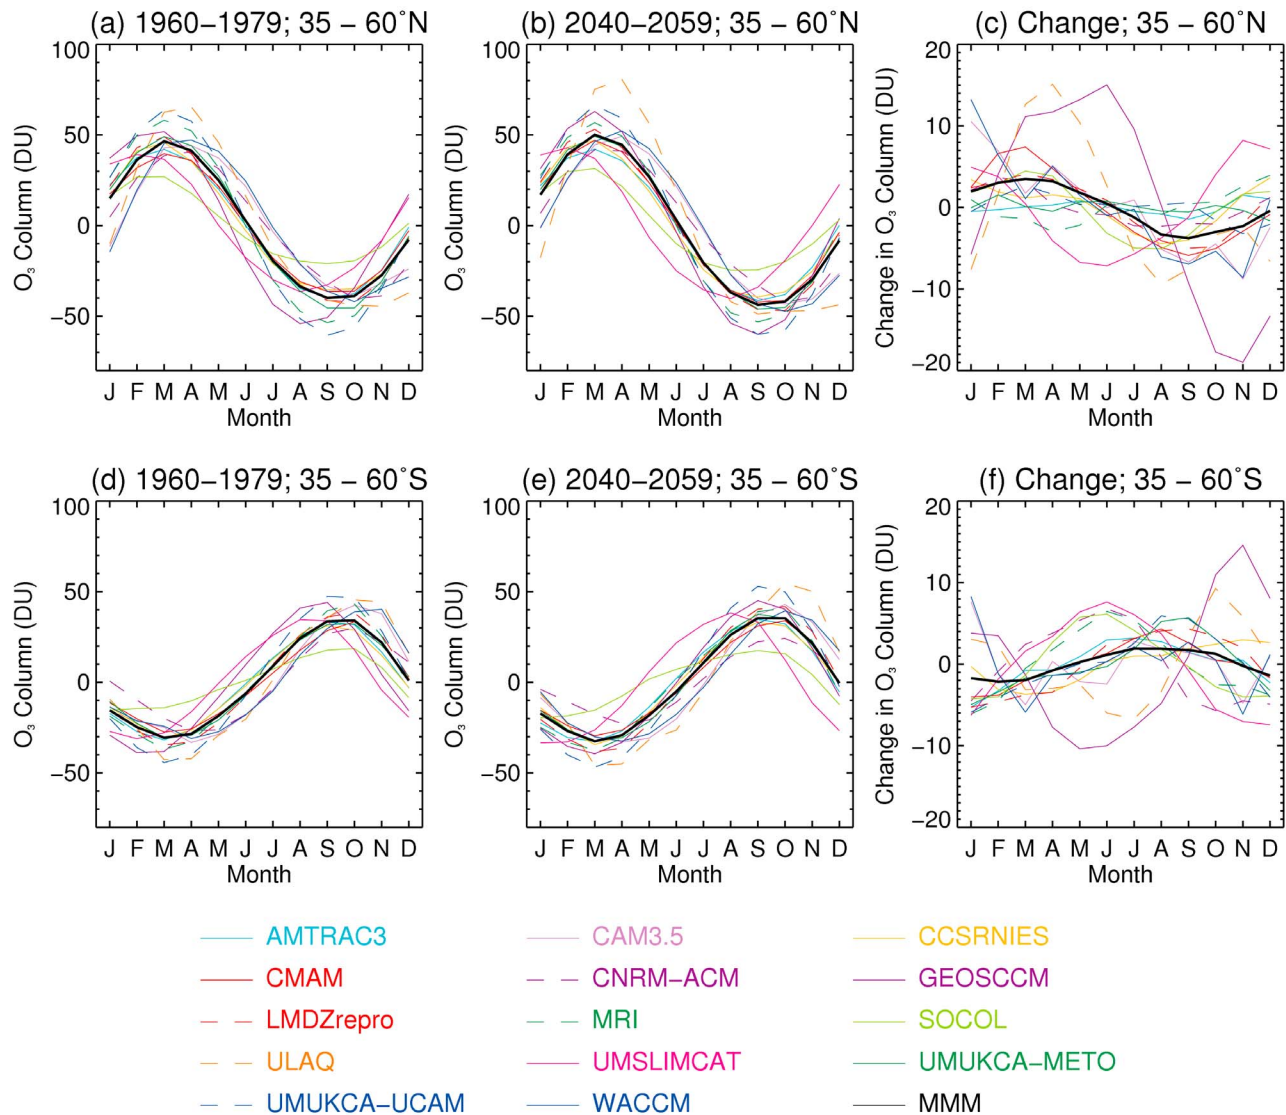 (a) 1960–1979; 35 – 60˚N
(b) 2040–2059; 35 – 60˚N
(c) Change; 35 – 60˚N
100
50
0
−50
O₃ Column (DU)
J F M A M J J A S O N D
Month
100
50
0
−50
O₃ Column (DU)
J F M A M J J A S O N D
Month
20
10
0
−10
−20
Change in O₃ Column (DU)
J F M A M J J A S O N D
Month
(d) 1960–1979; 35 – 60˚S
(e) 2040–2059; 35 – 60˚S
(f) Change; 35 – 60˚S
100
50
0
−50
O₃ Column (DU)
J F M A M J J A S O N D
Month
100
50
0
−50
O₃ Column (DU)
J F M A M J J A S O N D
Month
20
10
0
−10
−20
Change in O₃ Column (DU)
J F M A M J J A S O N D
Month
AMTRAC3 CAM3.5 CCSRNIES
CMAM CNRM–ACM GEOSCCM
LMDZrepro MRI SOCOL
ULAQ UMSLIMCAT UMUKCA–METO
UMUKCA–UCAM WACCM MMM